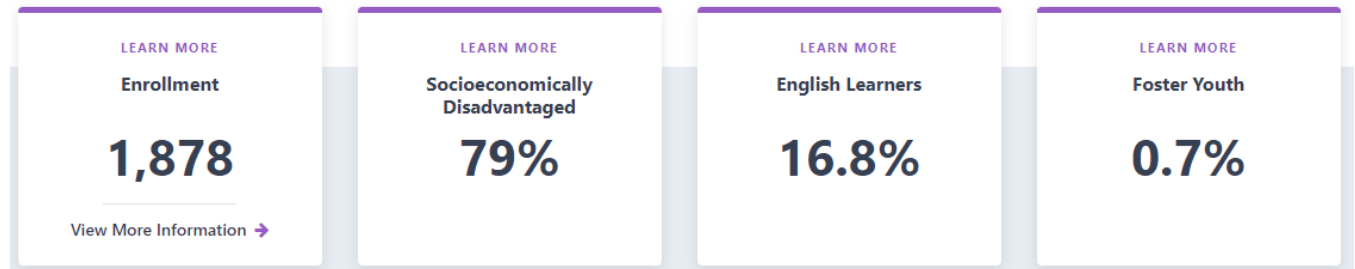 LEARN MORE
Enrollment
1,878
View More Information
LEARN MORE
Socioeconomically
Disadvantaged
79%
LEARN MORE
English Learners
16.8%
LEARN MORE
Foster Youth
0.7%